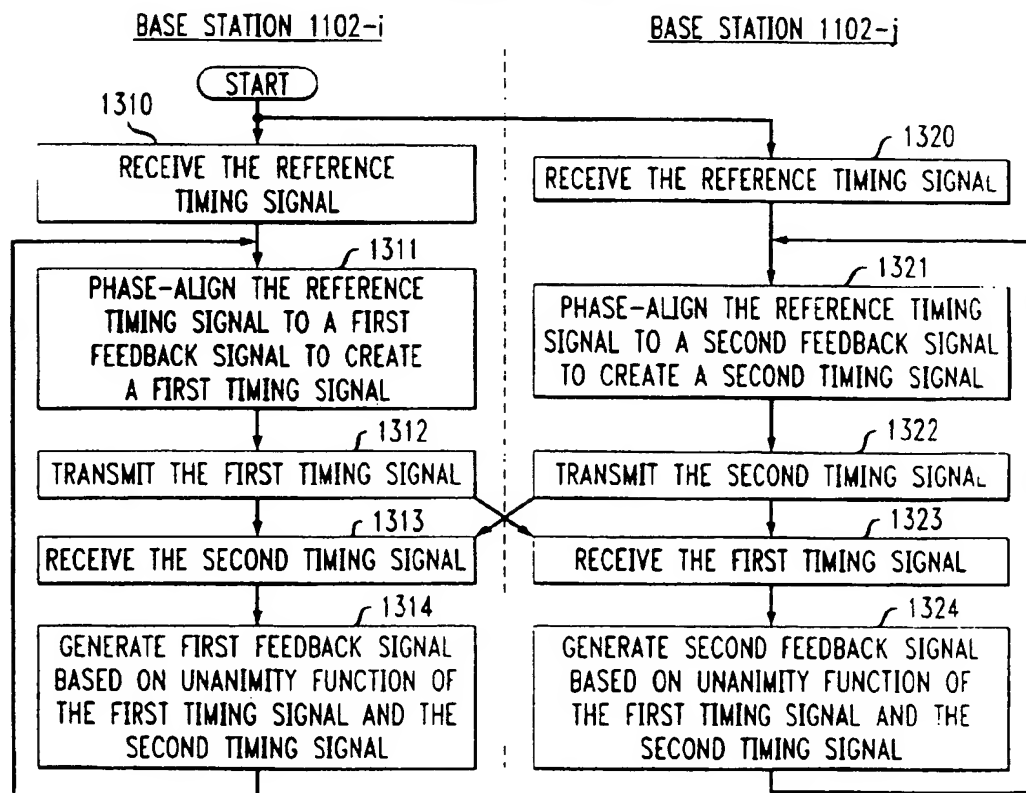 BASE STATION 1102-i
START
1310
RECEIVE THE REFERENCE
TIMING SIGNAL
1311
PHASE-ALIGN THE REFERENCE
TIMING SIGNAL TO A FIRST
FEEDBACK SIGNAL TO CREATE
A FIRST TIMING SIGNAL
1312
TRANSMIT THE FIRST TIMING SIGNAL
1313
RECEIVE THE SECOND TIMING SIGNAL
1314
GENERATE FIRST FEEDBACK SIGNAL
BASED ON UNANIMITY FUNCTION OF
THE FIRST TIMING SIGNAL AND THE
SECOND TIMING SIGNAL
BASE STATION 1102-j
1320
RECEIVE THE REFERENCE TIMING SIGNAL
1321
PHASE-ALIGN THE REFERENCE TIMING
SIGNAL TO A SECOND FEEDBACK SIGNAL
TO CREATE A SECOND TIMING SIGNAL
1322
TRANSMIT THE SECOND TIMING SIGNAL
1323
RECEIVE THE FIRST TIMING SIGNAL
1324
GENERATE SECOND FEEDBACK SIGNAL
BASED ON UNANIMITY FUNCTION OF
THE FIRST TIMING SIGNAL AND THE
SECOND TIMING SIGNAL